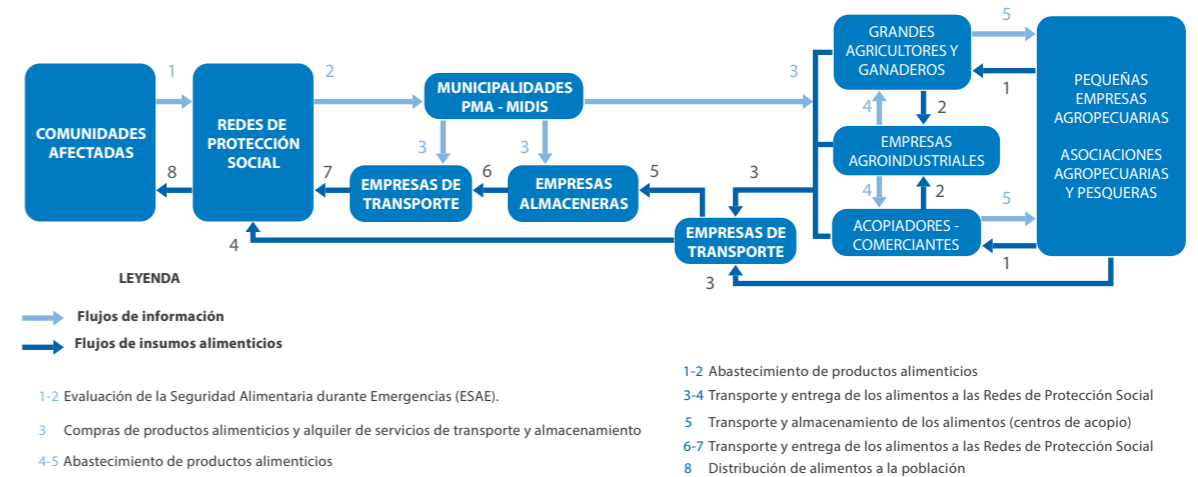 COMUNIDADES
AFECTADAS
1
8
REDES DE
PROTECCIÓN
SOCIAL
2
7
4
MUNICIPALIDADES
PMA - MIDIS
3
3
3
EMPRESAS DE
TRANSPORTE
6
EMPRESAS
ALMACENERAS
5
3
EMPRESAS DE
TRANSPORTE
3
GRANDES
AGRICULTORES Y
GANADEROS
5
1
4
2
EMPRESAS
AGROINDUSTRIALES
4
2
5
ACOPIADORES -
COMERCIANTES
1
PEQUEÑAS
EMPRESAS
AGROPECUARIAS
ASOCIACIONES
AGROPECUARIAS
Y PESQUERAS
LEYENDA
Flujos de información
Flujos de insumos alimenticios
1-2 Evaluación de la Seguridad Alimentaria durante Emergencias (ESAE).
3 Compras de productos alimenticios y alquiler de servicios de transporte y almacenamiento
4-5 Abastecimiento de productos alimenticios
1-2 Abastecimiento de productos alimenticios
3-4 Transporte y entrega de los alimentos a las Redes de Protección Social
5 Transporte y almacenamiento de los alimentos (centros de acopio)
6-7 Transporte y entrega de los alimentos a las Redes de Protección Social
8 Distribución de alimentos a la población